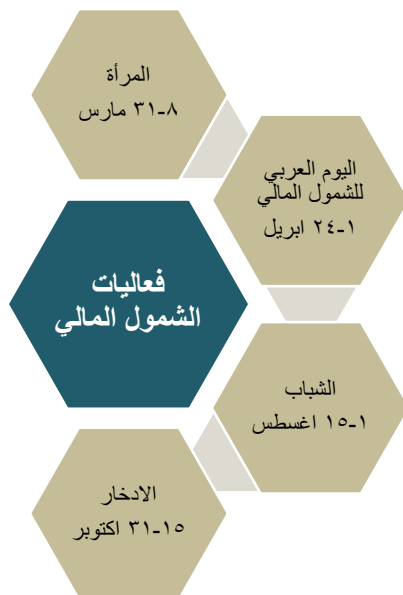 المرأة
٨-٣١ مارس
اليوم العربي
للشمول المالي
١-٢٤ ابريل
فعاليات
الشمول المالي
الشباب
١-١٥ اغسطس
الادخار
١٥-٣١ اكتوبر